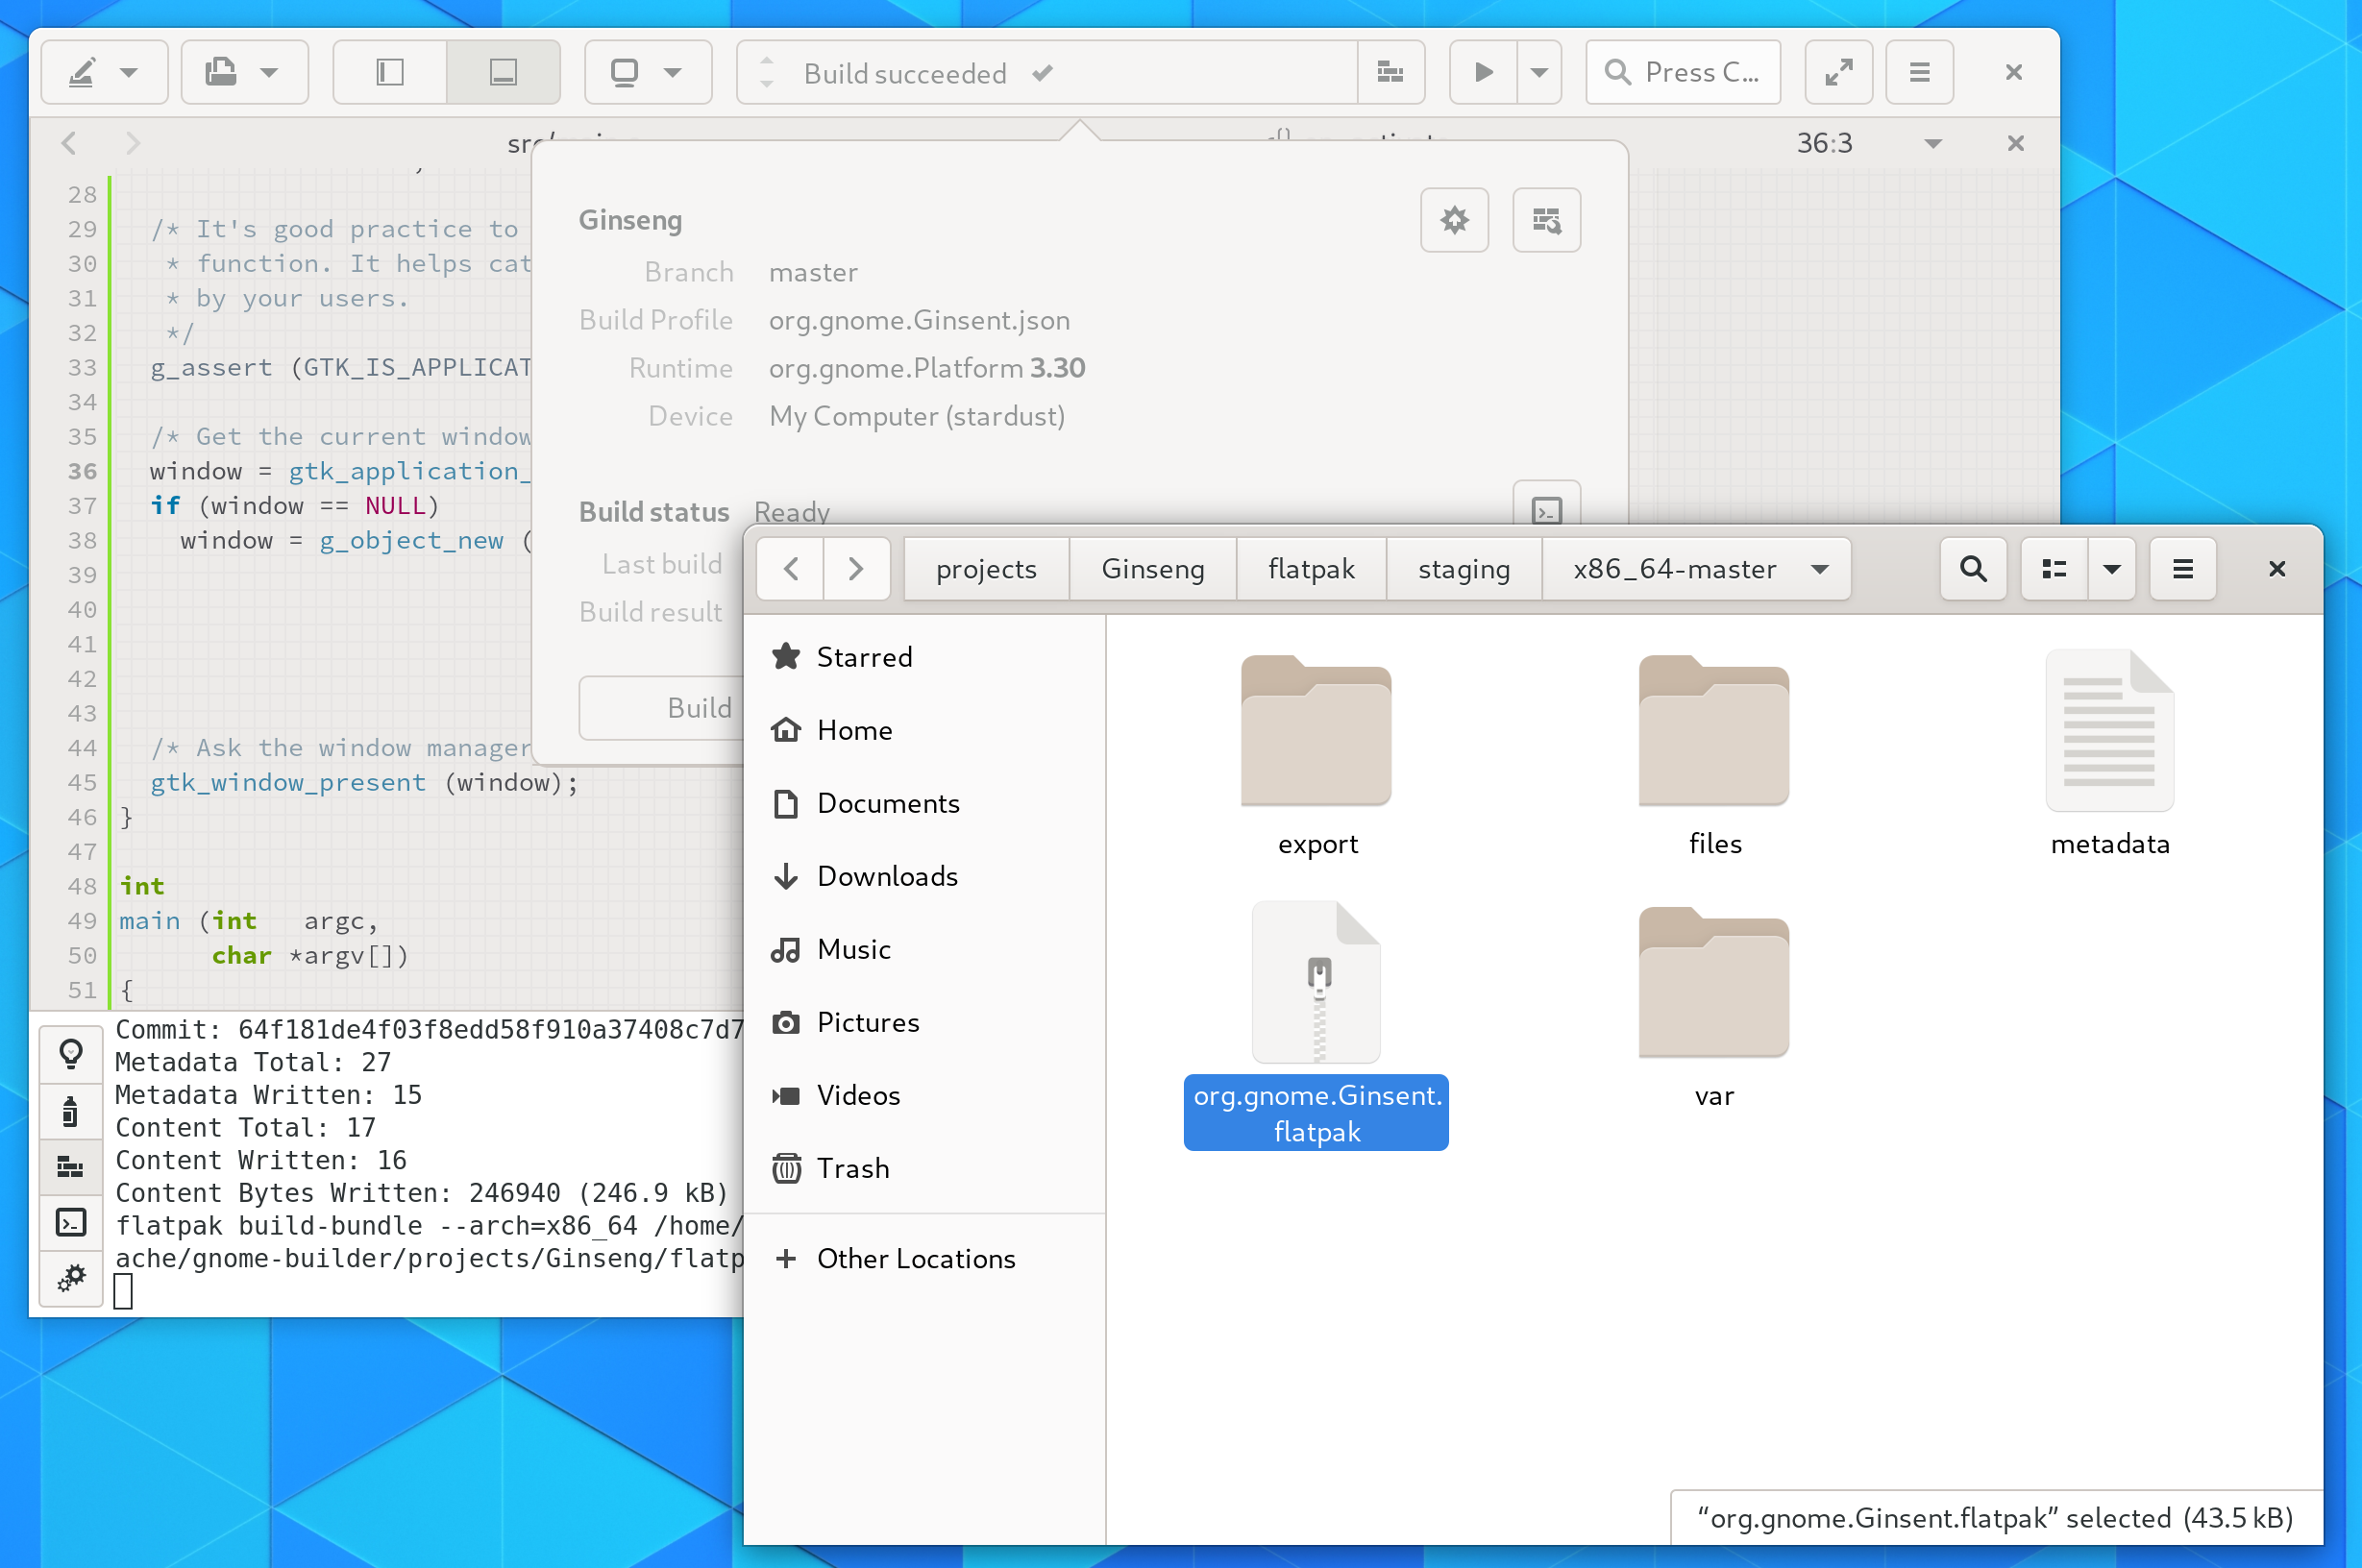 Build succeeded
Press C...
36:3
28
29 /* It's good practice to
30 * function. It helps cat
31 * by your users.
32 */
33 g_assert (GTK_IS_APPLICAT
34
35 /* Get the current window
36 window = gtk_application_
37 if (window == NULL)
38 window = g_object_new (
39
40
41
42
43
44 /* Ask the window manager
45 gtk_window_present (window);
46 }
47
48 int
49 main (int argc,
50 char *argv[])
51 {
Ginseng
Branch master
Build Profile org.gnome.Ginsent.json
Runtime org.gnome.Platform 3.30
Device My Computer (stardust)
Build status Ready
Last build
Build result
Build
Commit: 64f181de4f03f8edd58f910a37408c7d7
Metadata Total: 27
Metadata Written: 15
Content Total: 17
Content Written: 16
Content Bytes Written: 246940 (246.9 kB)
flatpak build-bundle --arch=x86_64 /home/
ache/gnome-builder/projects/Ginseng/flatp
projects Ginseng flatpak staging x86_64-master
Starred
Home
Documents
Downloads
Music
Pictures
Videos
Trash
Other Locations
export files metadata
org.gnome.Ginsent.
flatpak
var
“org.gnome.Ginsent.flatpak” selected (43.5 kB)